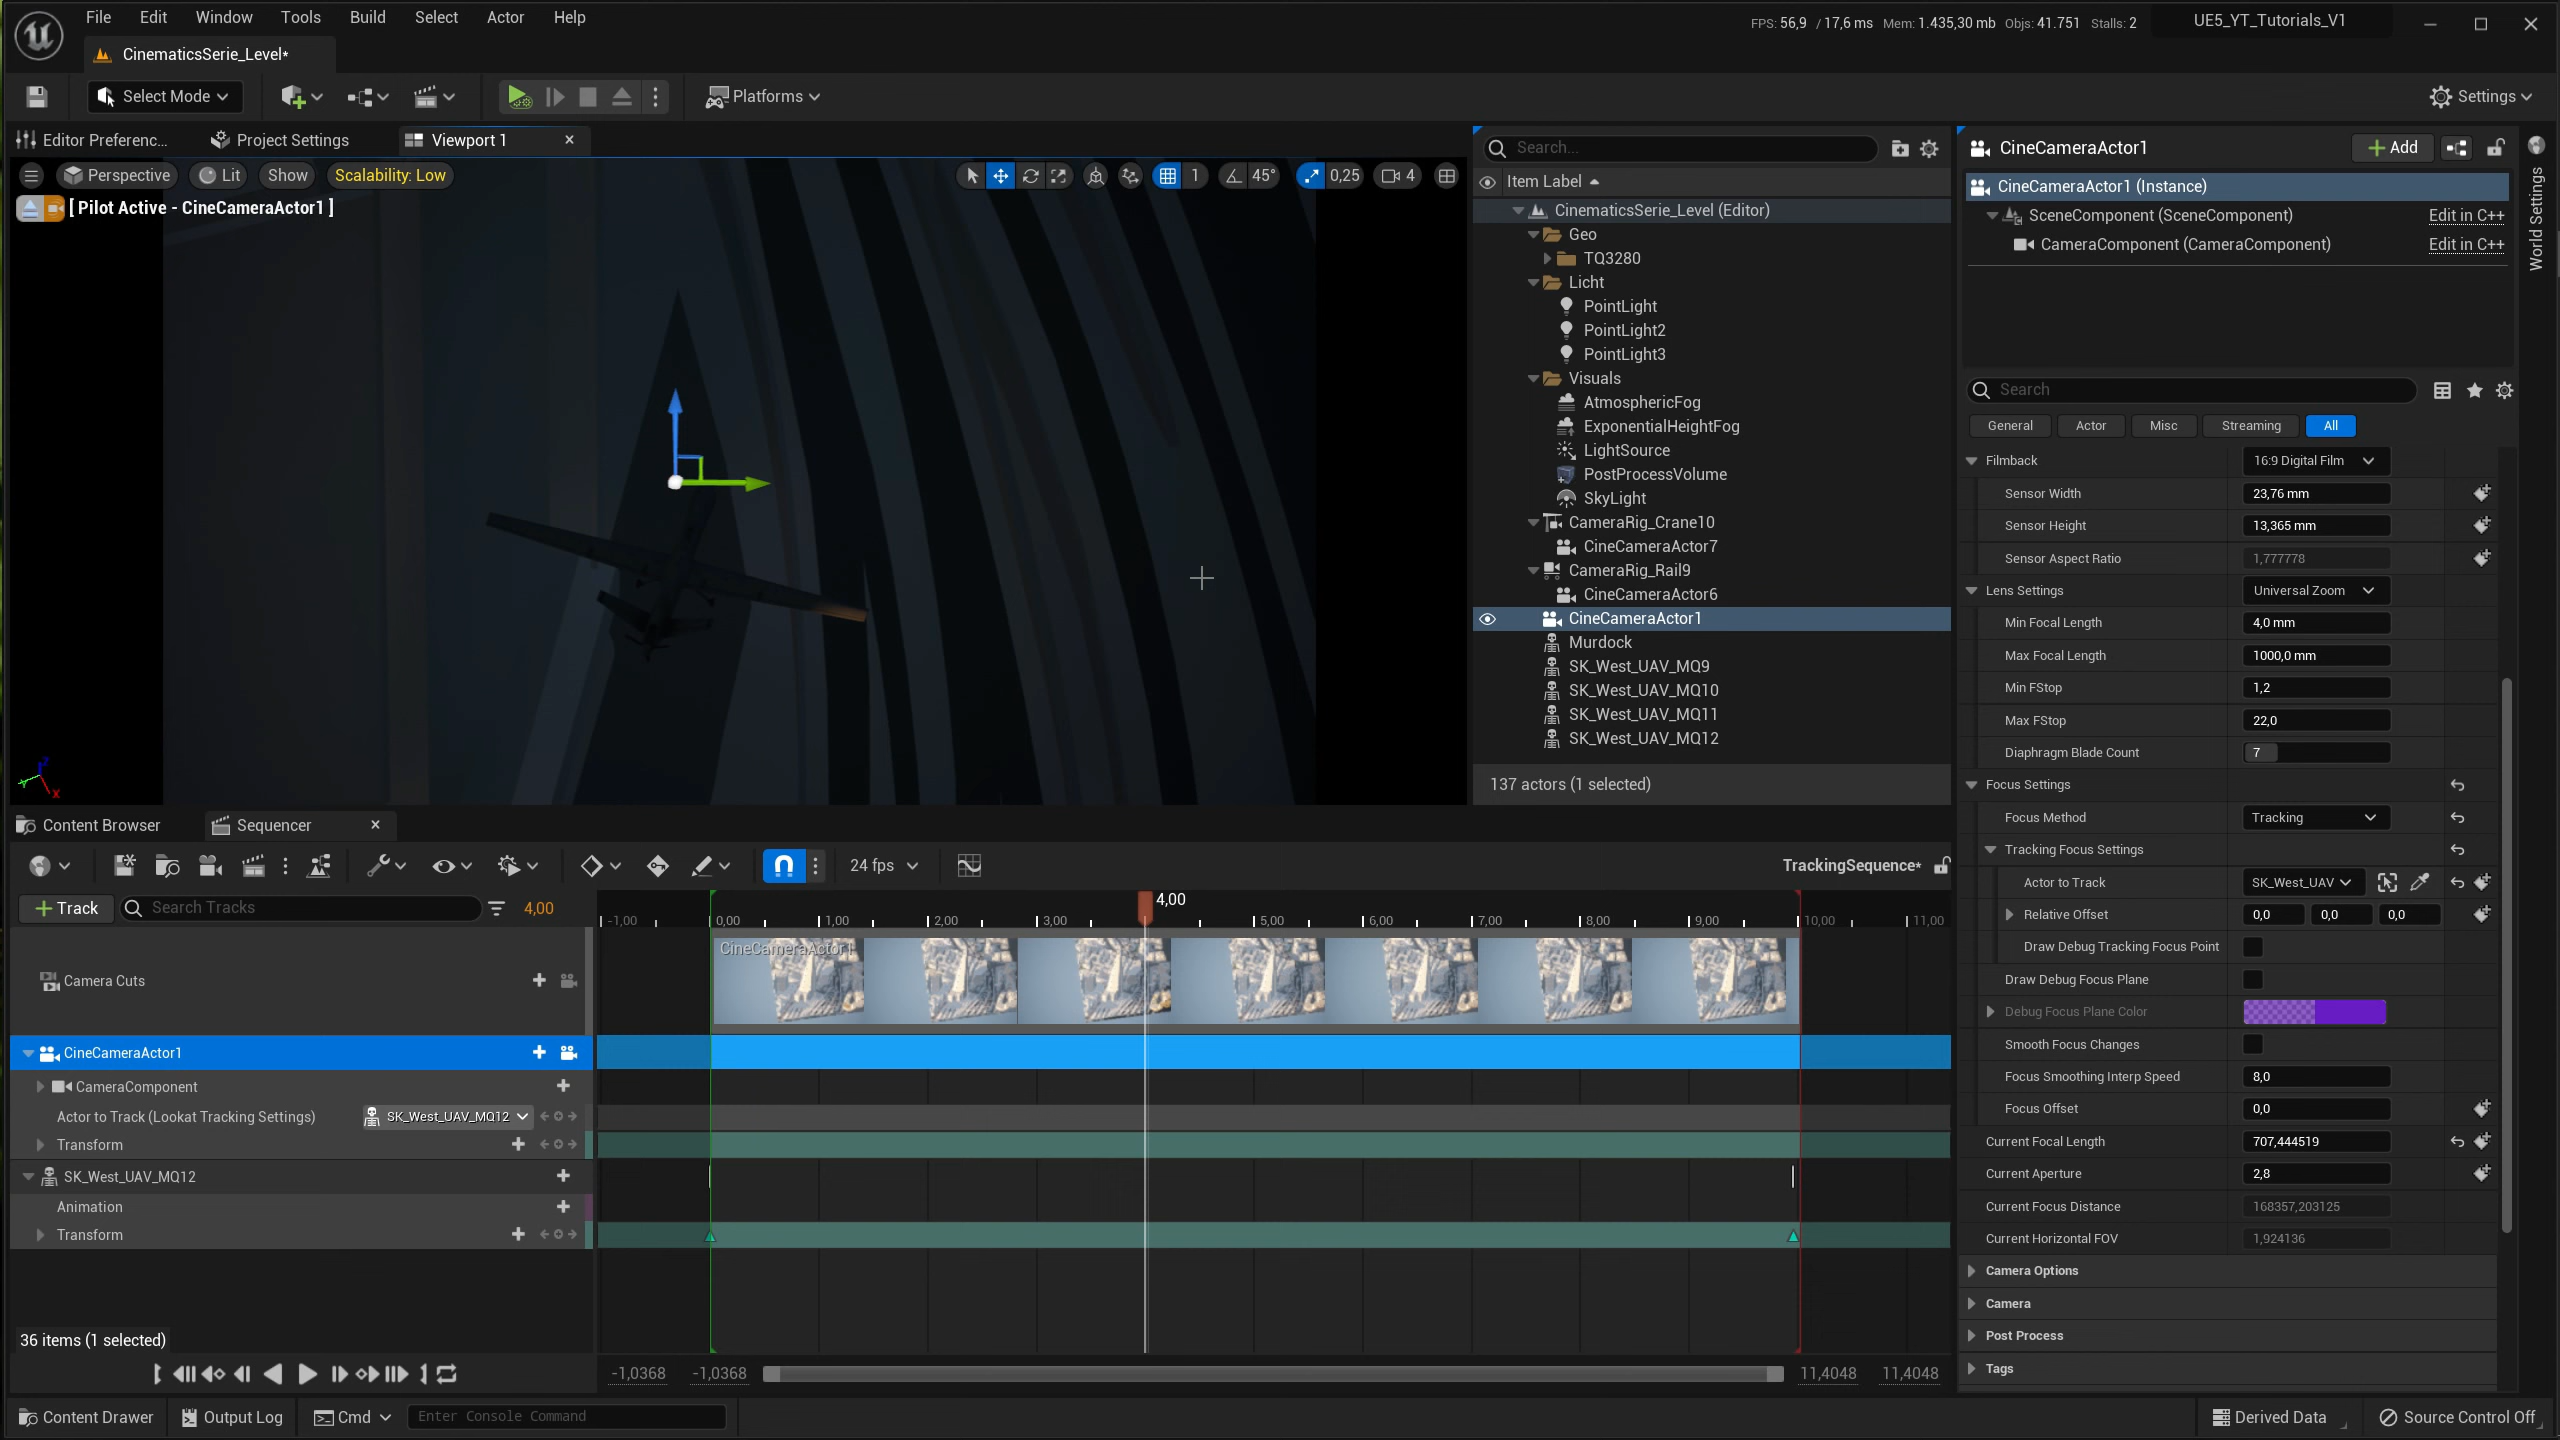 File Edit Window Tools Build Select Actor Help
FPS: 56,9 / 17,6 ms Mem: 1.435,30 mb Objs: 41.751 Stalls: 2
UE5_YT_Tutorials_V1
CinematicsSerie_Level*
Select Mode
Platforms
Settings
Editor Preferenc...
Project Settings
Viewport 1
Perspective
Lit
Show
Scalability: Low
1
45°
0,25
4
[ Pilot Active - CineCameraActor1 ]
Z
X
Search...
Item Label
CinematicsSerie_Level (Editor)
Geo
TQ3280
Licht
PointLight
PointLight2
PointLight3
Visuals
AtmosphericFog
ExponentialHeightFog
LightSource
PostProcessVolume
SkyLight
CameraRig_Crane10
CineCameraActor7
CameraRig_Rail9
CineCameraActor6
CineCameraActor1
Murdock
SK_West_UAV_MQ9
SK_West_UAV_MQ10
SK_West_UAV_MQ11
SK_West_UAV_MQ12
137 actors (1 selected)
CineCameraActor1
Add
CineCameraActor1 (Instance)
SceneComponent (SceneComponent) Edit in C++
CameraComponent (CameraComponent) Edit in C++
World Settings
Search
General Actor Misc Streaming All
Filmback 16:9 Digital Film
Sensor Width 23,76 mm
Sensor Height 13,365 mm
Sensor Aspect Ratio 1,777778
Lens Settings Universal Zoom
Min Focal Length 4,0 mm
Max Focal Length 1000,0 mm
Min FStop 1,2
Max FStop 22,0
Diaphragm Blade Count 7
Focus Settings
Focus Method Tracking
Tracking Focus Settings
Actor to Track SK_West_UAV
Relative Offset 0,0 0,0 0,0
Draw Debug Tracking Focus Point
Draw Debug Focus Plane
Debug Focus Plane Color
Smooth Focus Changes
Focus Smoothing Interp Speed 8,0
Focus Offset 0,0
Current Focal Length 707,444519
Current Aperture 2,8
Current Focus Distance 168357,203125
Current Horizontal FOV 1,924136
Camera Options
Camera
Post Process
Tags
Content Browser
Sequencer
24 fps
TrackingSequence*
Track
Search Tracks
4,00
4,00
-1,00 0,00 1,00 2,00 3,00 5,00 6,00 7,00 8,00 9,00 10,00 11,00
Camera Cuts
CineCameraActor1
CineCameraActor1
CameraComponent
Actor to Track (Lookat Tracking Settings) SK_West_UAV_MQ12
Transform
SK_West_UAV_MQ12
Animation
Transform
36 items (1 selected)
-1,0368 -1,0368 11,4048 11,4048
Content Drawer
Output Log
Cmd
Enter Console Command
Derived Data
Source Control Off